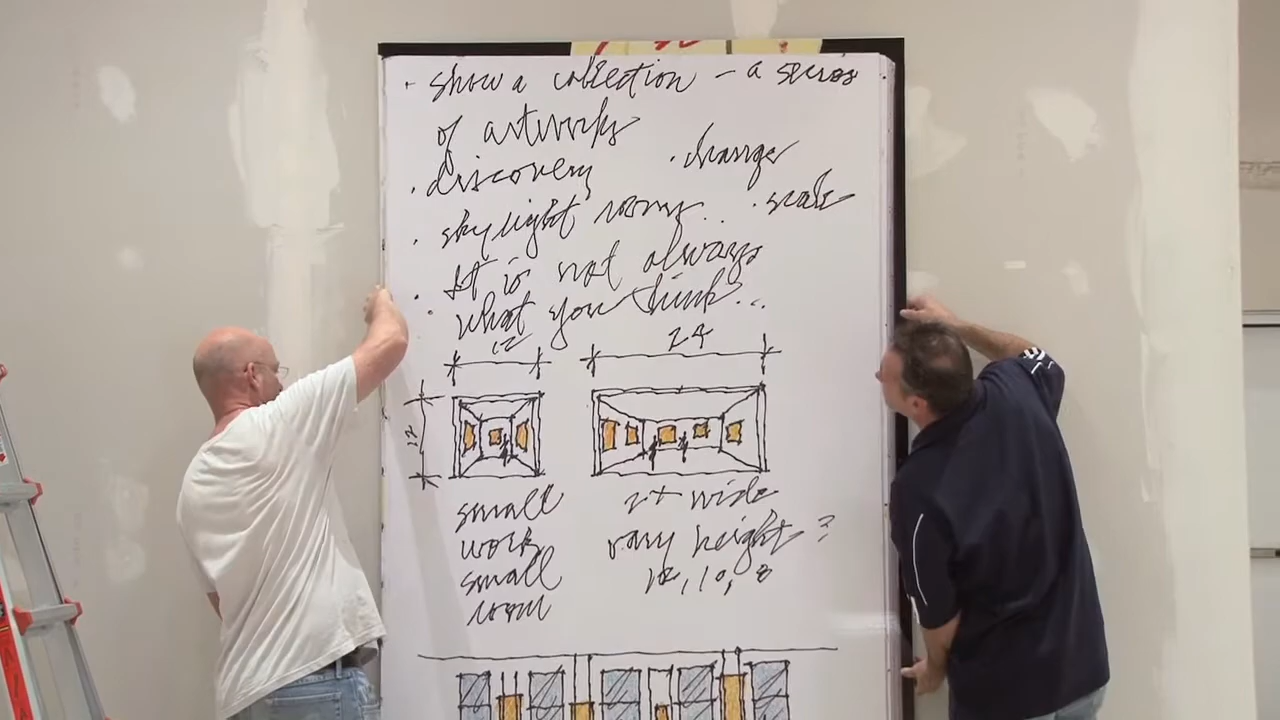 · show a collection – a series
of artworks
· discovery · changes
· skylight rooms.. · scale
· It is not always
what you think...
12 24
12
small 24 wide
work vary height?
small 12, 10, 8
room